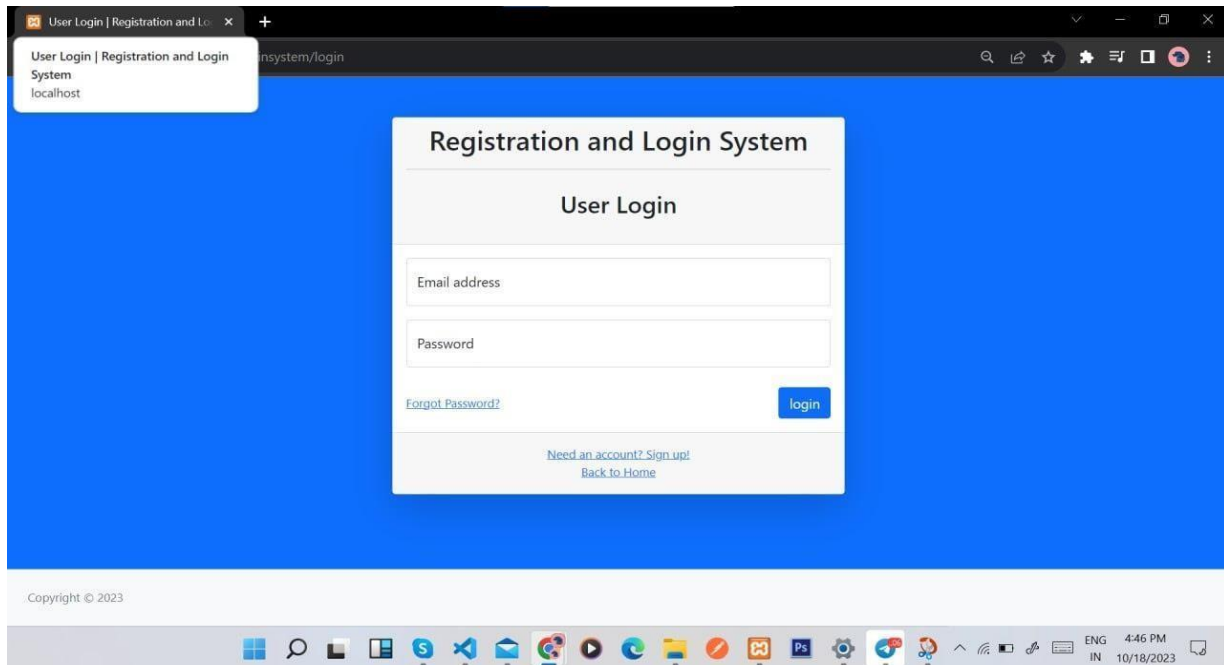 User Login | Registration and Lo
User Login | Registration and Login
System
localhost
nsystem/login
Registration and Login System
User Login
Email address
Password
Forgot Password?
login
Need an account? Sign up!
Back to Home
Copyright © 2023
S
Ps
ENG
IN
4:46 PM
10/18/2023